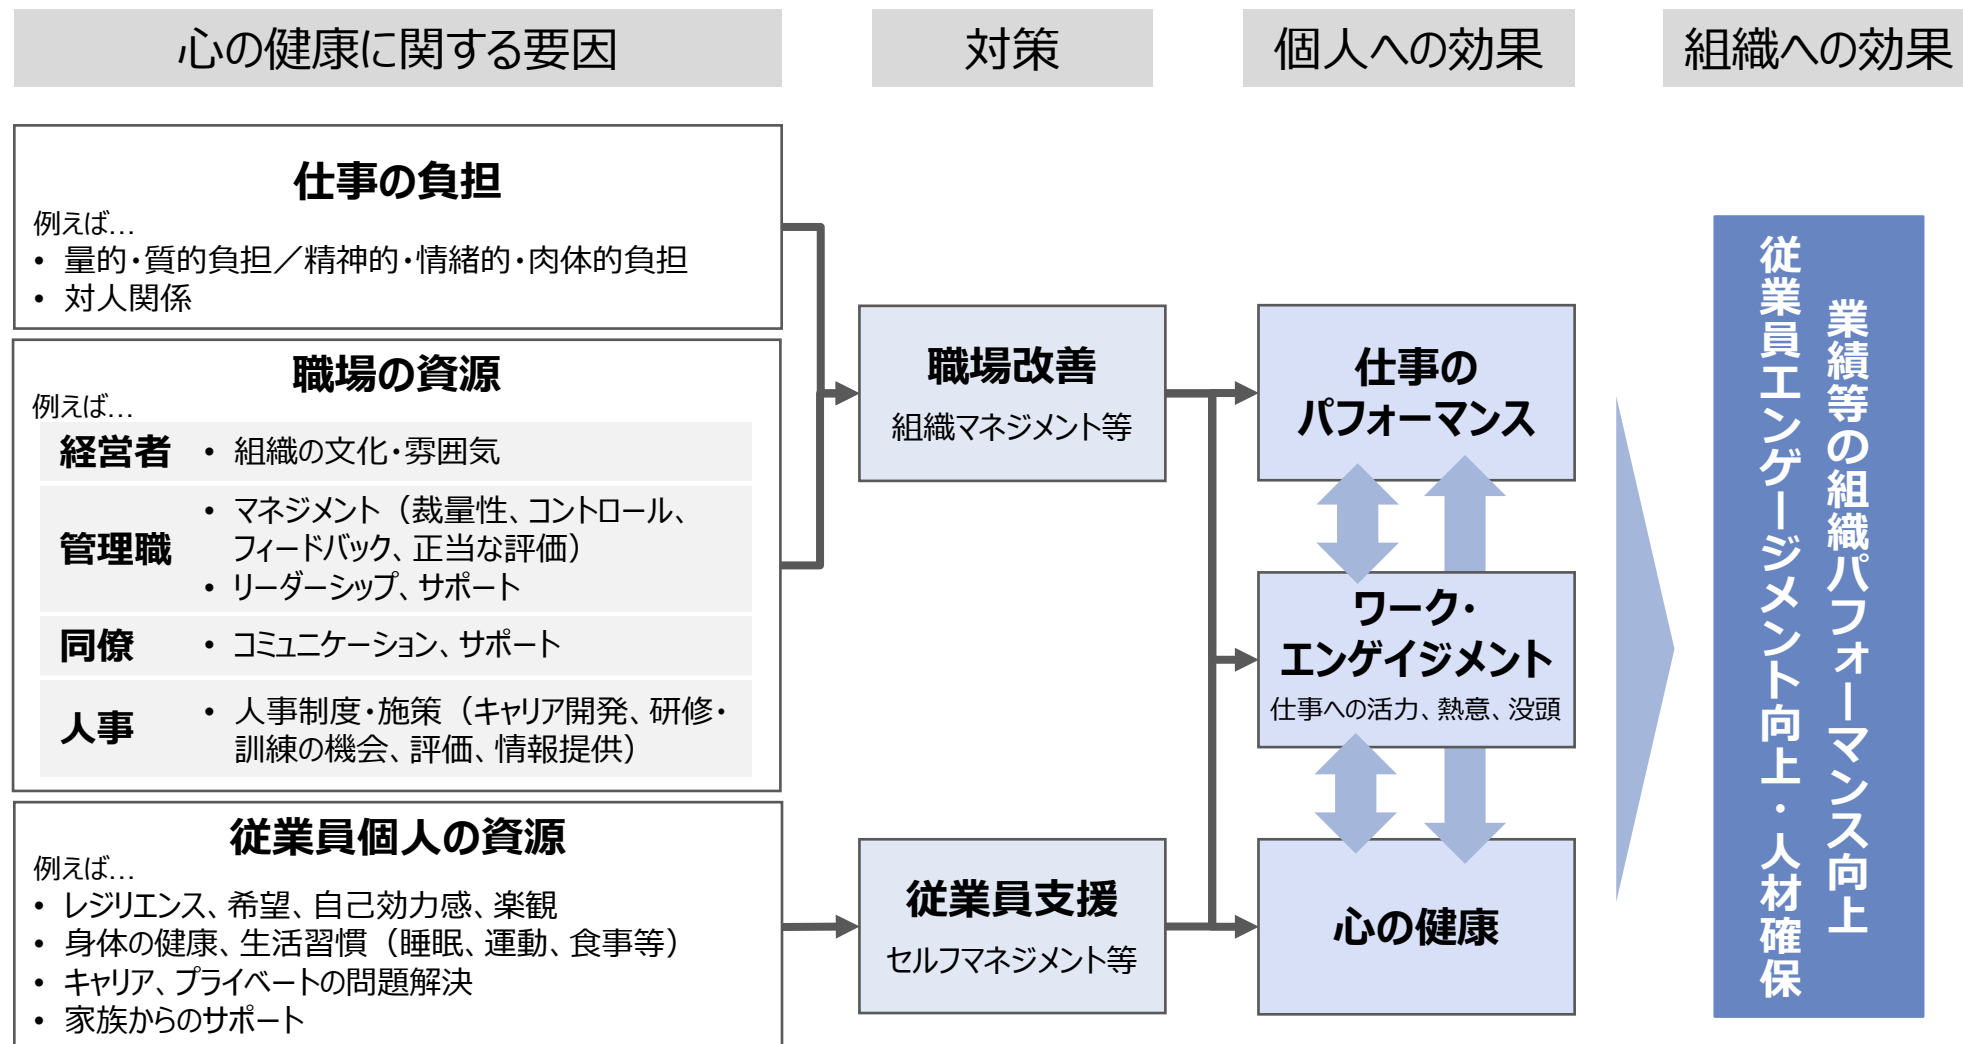 心の健康に関する要因
対策
個人への効果
組織への効果
仕事の負担
例えば…
• 量的・質的負担／精神的・情緒的・肉体的負担
• 対人関係
職場の資源
例えば…
経営者
• 組織の文化・雰囲気
管理職
• マネジメント（裁量性、コントロール、
フィードバック、正当な評価）
• リーダーシップ、サポート
同僚
• コミュニケーション、サポート
人事
• 人事制度・施策（キャリア開発、研修・
訓練の機会、評価、情報提供）
従業員個人の資源
例えば…
• レジリエンス、希望、自己効力感、楽観
• 身体の健康、生活習慣（睡眠、運動、食事等）
• キャリア、プライベートの問題解決
• 家族からのサポート
職場改善
組織マネジメント等
従業員支援
セルフマネジメント等
仕事の
パフォーマンス
ワーク・
エンゲイジメント
仕事への活力、熱意、没頭
心の健康
業績等の組織パフォーマンス向上
従業員エンゲージメント向上・人材確保